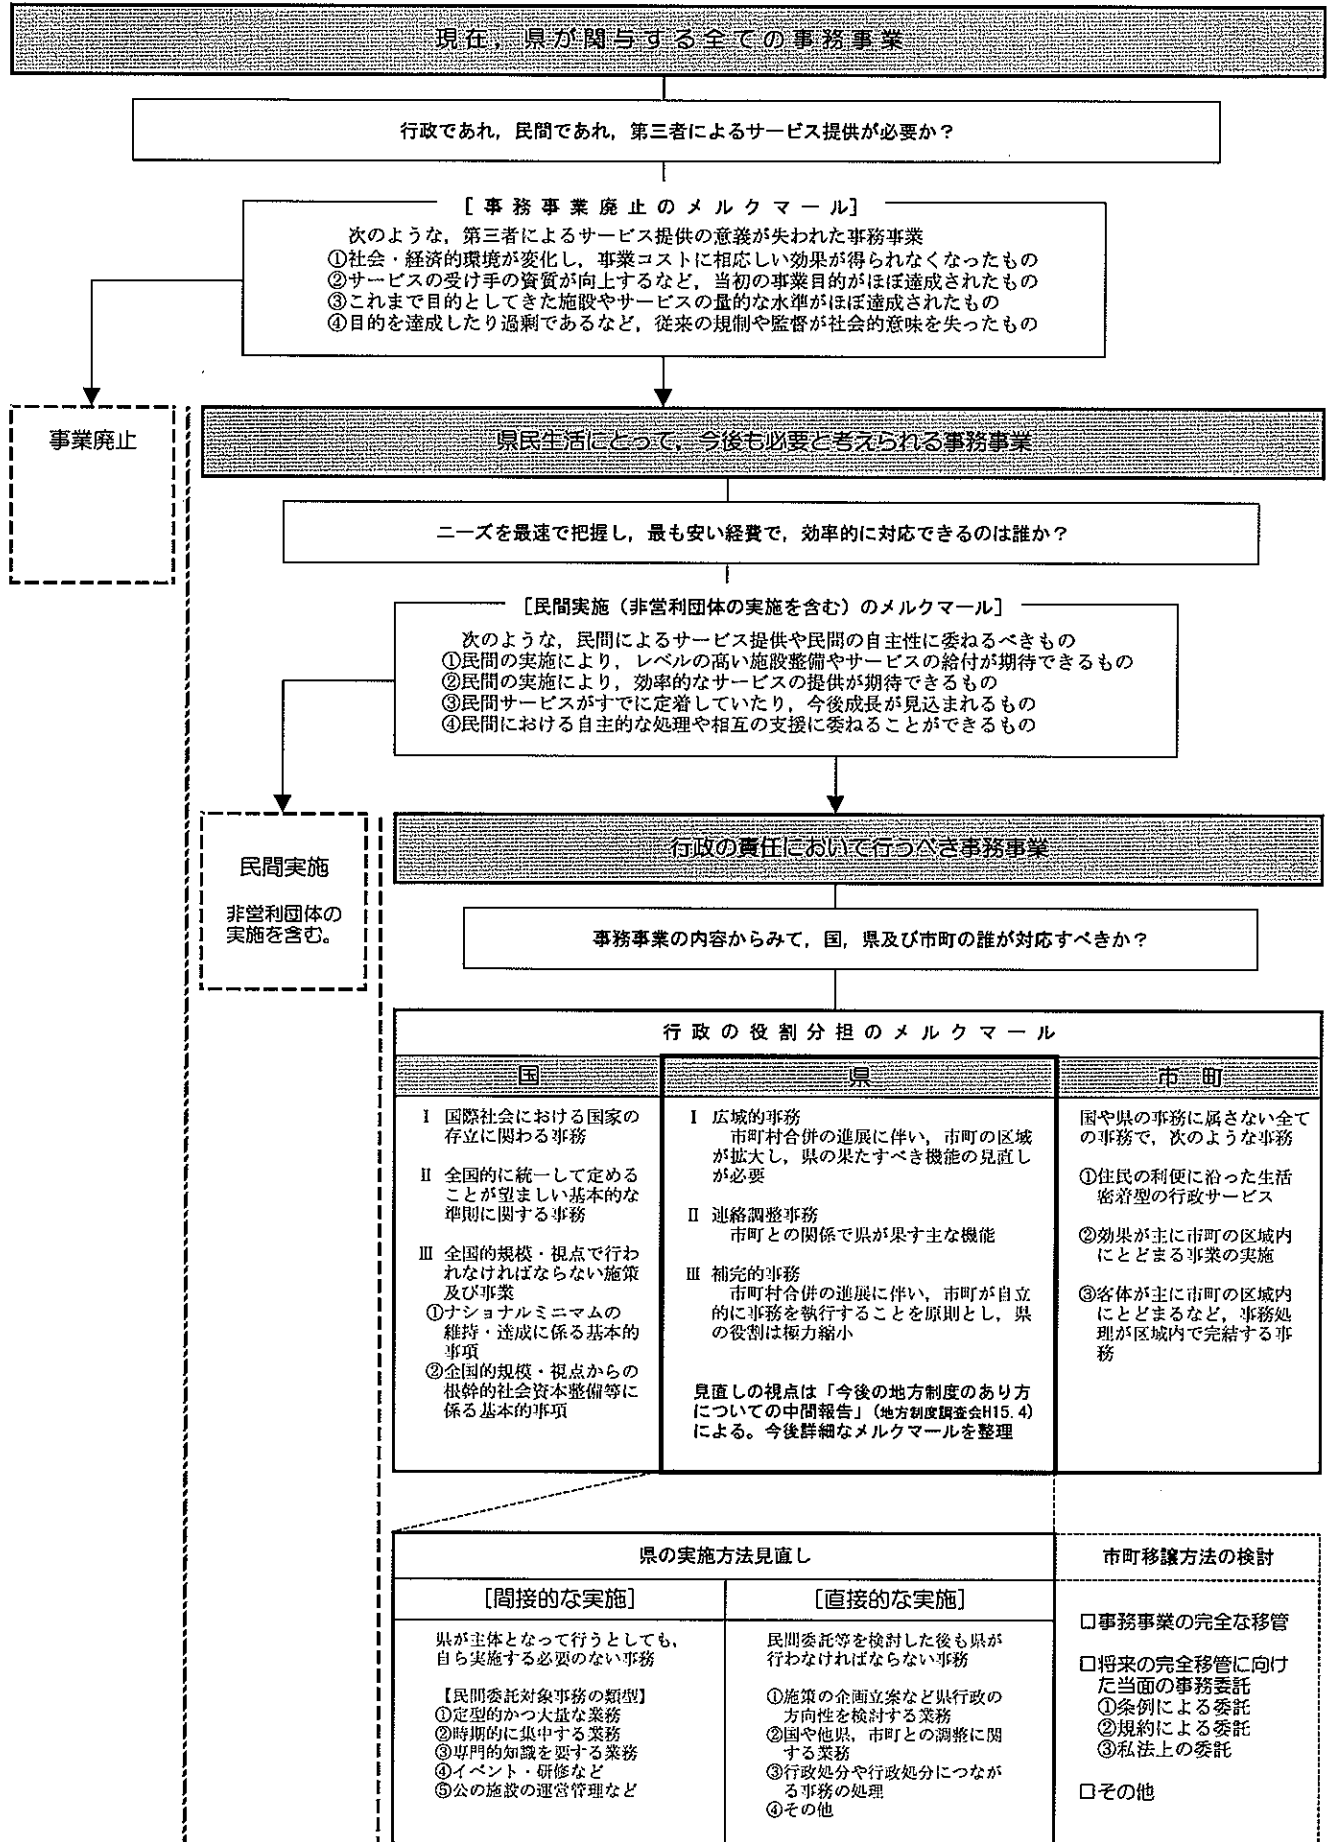 現在，県が関与する全ての事務事業
行政であれ，民間であれ，第三者によるサービス提供が必要か？
[事務事業廃止のメルクマール]
次のような，第三者によるサービス提供の意義が失われた事務事業
①社会・経済的環境が変化し，事業コストに相応しい効果が得られなくなったもの
②サービスの受け手の資質が向上するなど，当初の事業目的がほぼ達成されたもの
③これまで目的としてきた施設やサービスの量的な水準がほぼ達成されたもの
④目的を達成したり過剰であるなど，従来の規制や監督が社会的意味を失ったもの
事業廃止
県民生活にとって，今後も必要と考えられる事務事業
ニーズを最速で把握し，最も安い経費で，効率的に対応できるのは誰か？
[民間実施（非営利団体の実施を含む）のメルクマール]
次のような，民間によるサービス提供や民間の自主性に委ねるべきもの
①民間の実施により，レベルの高い施設整備やサービスの給付が期待できるもの
②民間の実施により，効率的なサービスの提供が期待できるもの
③民間サービスがすでに定着していたり，今後成長が見込まれるもの
④民間における自主的な処理や相互の支援に委ねることができるもの
民間実施
非営利団体の
実施を含む。
行政の責任において行うべき事務事業
事務事業の内容からみて，国，県及び市町の誰が対応すべきか？
行政の役割分担のメルクマール
国
Ⅰ 国際社会における国家の
存立に関わる事務
Ⅱ 全国的に統一して定める
ことが望ましい基本的な
準則に関する事務
Ⅲ 全国的規模・視点で行わ
れなければならない施策
及び事業
①ナショナルミニマムの
維持・達成に係る基本的
事項
②全国的規模・視点からの
根幹的社会資本整備等に
係る基本的事項
県
Ⅰ 広域的事務
市町村合併の進展に伴い，市町の区域
が拡大し，県の果たすべき機能の見直し
が必要
Ⅱ 連絡調整事務
市町との関係で県が果す主な機能
Ⅲ 補完的事務
市町村合併の進展に伴い，市町が自立
的に事務を執行することを原則とし，県
の役割は極力縮小
見直しの視点は「今後の地方制度のあり方
についての中間報告」（地方制度調査会H15.4）
による。今後詳細なメルクマールを整理
市町
国や県の事務に属さない全て
の事務で，次のような事務
①住民の利便に沿った生活
密着型の行政サービス
②効果が主に市町の区域内
にとどまる事業の実施
③客体が主に市町の区域内
にとどまるなど，事務処
理が区域内で完結する事
務
県の実施方法見直し
[間接的な実施]
県が主体となって行うとしても，
自ら実施する必要のない事務
【民間委託対象事務の類型】
①定型的かつ大量な業務
②時期的に集中する業務
③専門的知識を要する業務
④イベント・研修など
⑤公の施設の運営管理など
[直接的な実施]
民間委託等を検討した後も県が
行わなければならない事務
①施策の企画立案など県行政の
方向性を検討する業務
②国や他県，市町との調整に関
する業務
③行政処分や行政処分につなが
る事務の処理
④その他
市町移譲方法の検討
□事務事業の完全な移管
□将来の完全移管に向け
た当面の事務委託
①条例による委託
②規約による委託
③私法上の委託
□その他